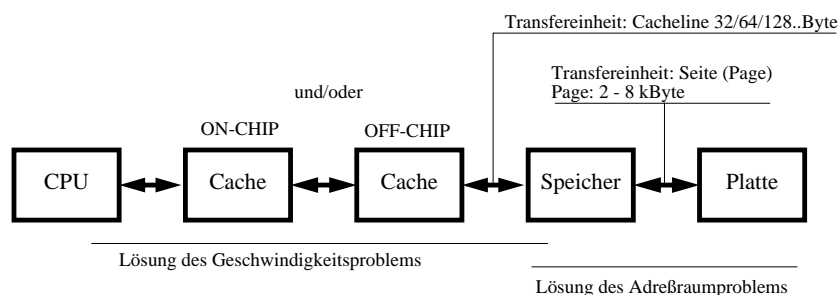 Transfereinheit: Cacheline 32/64/128..Byte
Transfereinheit: Seite (Page)
Page: 2 - 8 kByte
und/oder
ON-CHIP
OFF-CHIP
CPU
Cache
Cache
Speicher
Platte
Lösung des Geschwindigkeitsproblems
Lösung des Adreßraumproblems